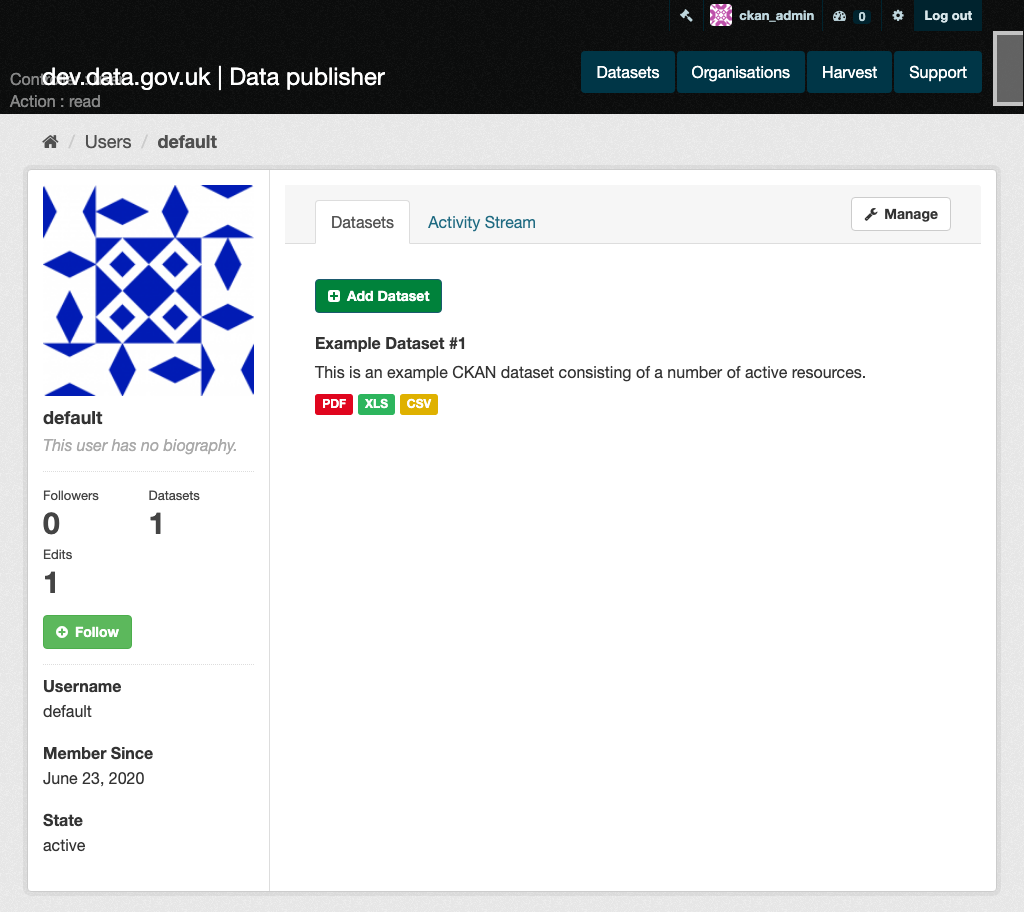 ckan_admin 0 Log out
dev.data.gov.uk | Data publisher
Action : read
Datasets Organisations Harvest Support
/ Users / default
default
This user has no biography.
Followers Datasets
0 1
Edits
1
Follow
Username
default
Member Since
June 23, 2020
State
active
Datasets Activity Stream Manage
Add Dataset
Example Dataset #1
This is an example CKAN dataset consisting of a number of active resources.
PDF XLS CSV